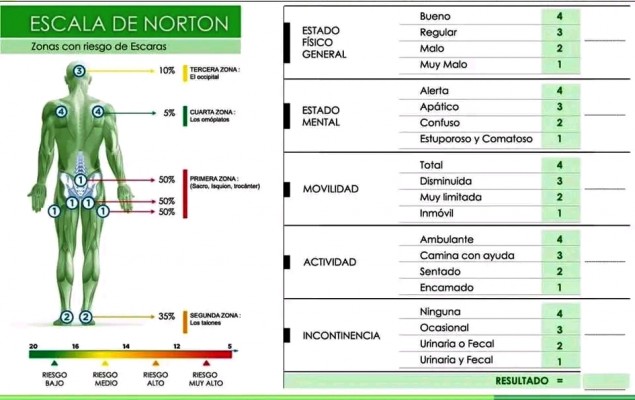 ESCALA DE NORTON
Zonas con riesgo de Escaras
3
10%
TERCERA ZONA :
El occipital
4
4
5%
CUARTA ZONA :
Los omóplatos
1
50%
PRIMERA ZONA :
(Sacro, Isquion, trocánter)
1
1
50%
1
1
50%
2
2
35%
SEGUNDA ZONA :
Los talones
20 16 14 12 5
RIESGO BAJO
RIESGO MEDIO
RIESGO ALTO
RIESGO MUY ALTO
ESTADO
FÍSICO
GENERAL
Bueno 4
Regular 3
Malo 2
Muy Malo 1
ESTADO
MENTAL
Alerta 4
Apático 3
Confuso 2
Estuporoso y Comatoso 1
MOVILIDAD
Total 4
Disminuida 3
Muy limitada 2
Inmóvil 1
ACTIVIDAD
Ambulante 4
Camina con ayuda 3
Sentado 2
Encamado 1
INCONTINENCIA
Ninguna 4
Ocasional 3
Urinaria o Fecal 2
Urinaria y Fecal 1
RESULTADO =